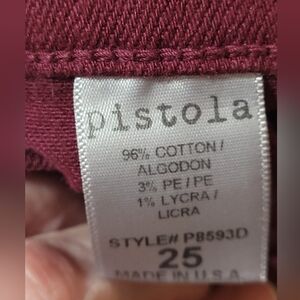 pistola
96% COTTON /
ALGODON
3% PE / PE
1% LYCRA /
LICRA
STYLE# P8593D
25
MADE IN U.S.A.